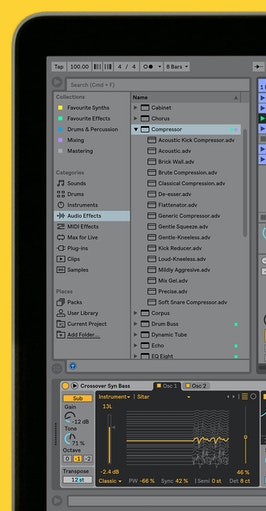 Tap 100.00 4 / 4 8 Bars
Search (Cmd + F)
Collections
Favourite Synths
Favourite Effects
Drums & Percussion
Mixing
Mastering
Categories
Sounds
Drums
Instruments
Audio Effects
MIDI Effects
Max for Live
Plug-ins
Clips
Samples
Places
Packs
User Library
Current Project
Add Folder...
Name
Cabinet
Chorus
Compressor
Acoustic Kick Compressor.adv
Acoustic.adv
Brick Wall.adv
Brute Compression.adv
Classical Compression.adv
De-esser.adv
Flattenator.adv
Generic Compressor.adv
Gentle Squeeze.adv
Gentle-Kneeless.adv
Kick Reducer.adv
Loud-Kneeless.adv
Mildly Aggresive.adv
Mix Gel.adv
Precise.adv
Soft Snare Compressor.adv
Corpus
Drum Buss
Dynamic Tube
Echo
EQ Eight
1
Crossover Syn Bass
Osc 1 Osc 2
Sub
Gain
-12 dB
Tone
71 %
Octave
0 -1 -2
Transpose
12 st
Instrument Sitar
13L
-2.4 dB
46 %
Classic PW -66 % Sync 42 % Semi 0 st Det 8 ct